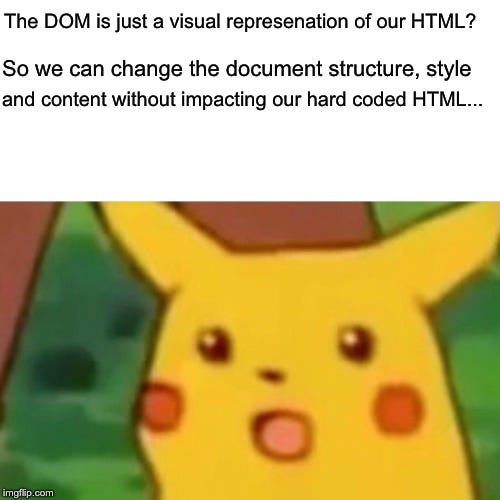 The DOM is just a visual represenation of our HTML?
So we can change the document structure, style
and content without impacting our hard coded HTML...
imgflip.com